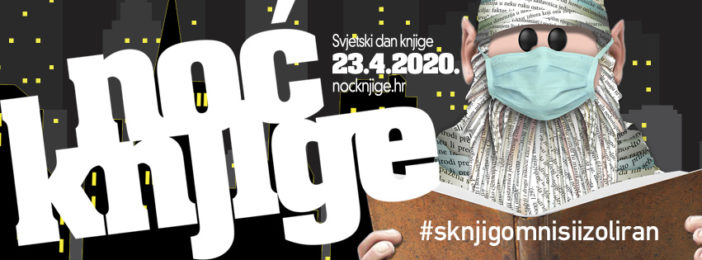 noć
knjige
Svjetski dan knjige
23.4.2020.
nocknjige.hr
#sknjigomnisiizoliran